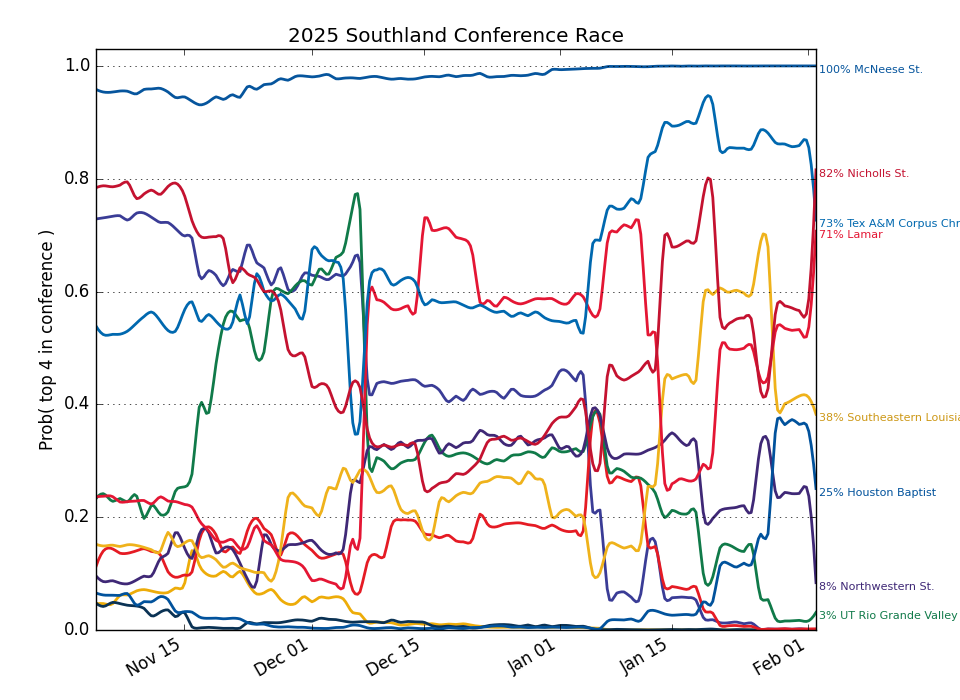 2025 Southland Conference Race
Prob( top 4 in conference )
1.0
0.8
0.6
0.4
0.2
0.0
Nov 15
Dec 01
Dec 15
Jan 01
Jan 15
Feb 01
100% McNeese St.
82% Nicholls St.
73% Tex A&M Corpus Chr
71% Lamar
38% Southeastern Louisia
25% Houston Baptist
8% Northwestern St.
3% UT Rio Grande Valley